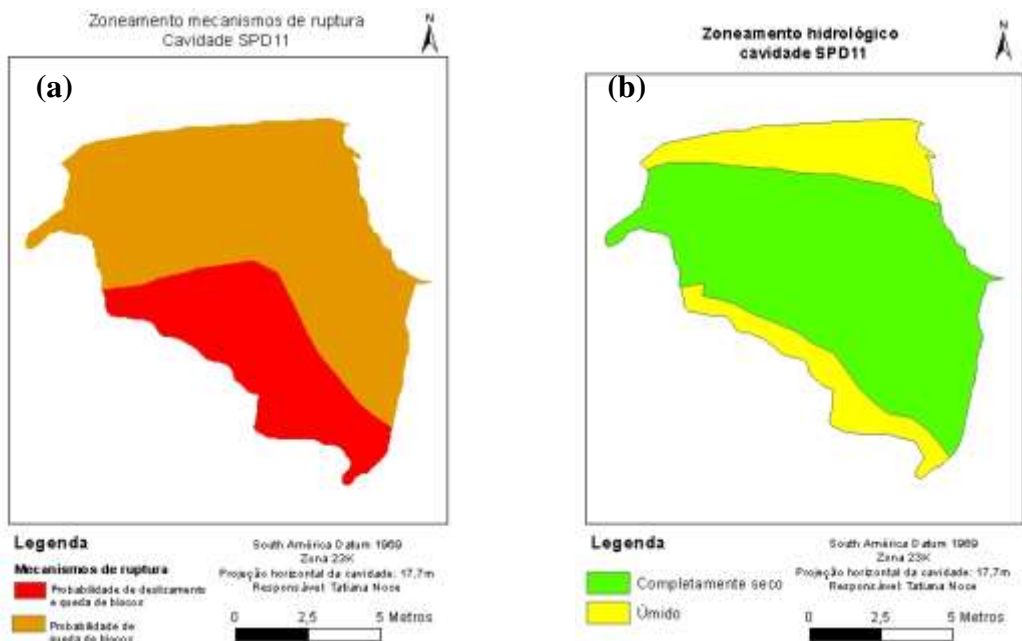 Zoneamento mecanismos de ruptura
Cavidade SPD11
N
(a)
Legenda
Mecanismos de ruptura
Probabilidade de deslizamento
e queda de blocos
Probabilidade de
queda de blocos
South América Datum 1969
Zona 23K
Projeção horizontal da cavidade: 17,7m
Responsável: Tatiana Noce
0 2,5 5 Metros
Zoneamento hidrológico
cavidade SPD11
N
(b)
Legenda
Completamente seco
Úmido
South América Datum 1969
Zona 23K
Projeção horizontal da cavidade: 17,7m
Responsável: Tatiana Noce
0 2,5 5 Metros